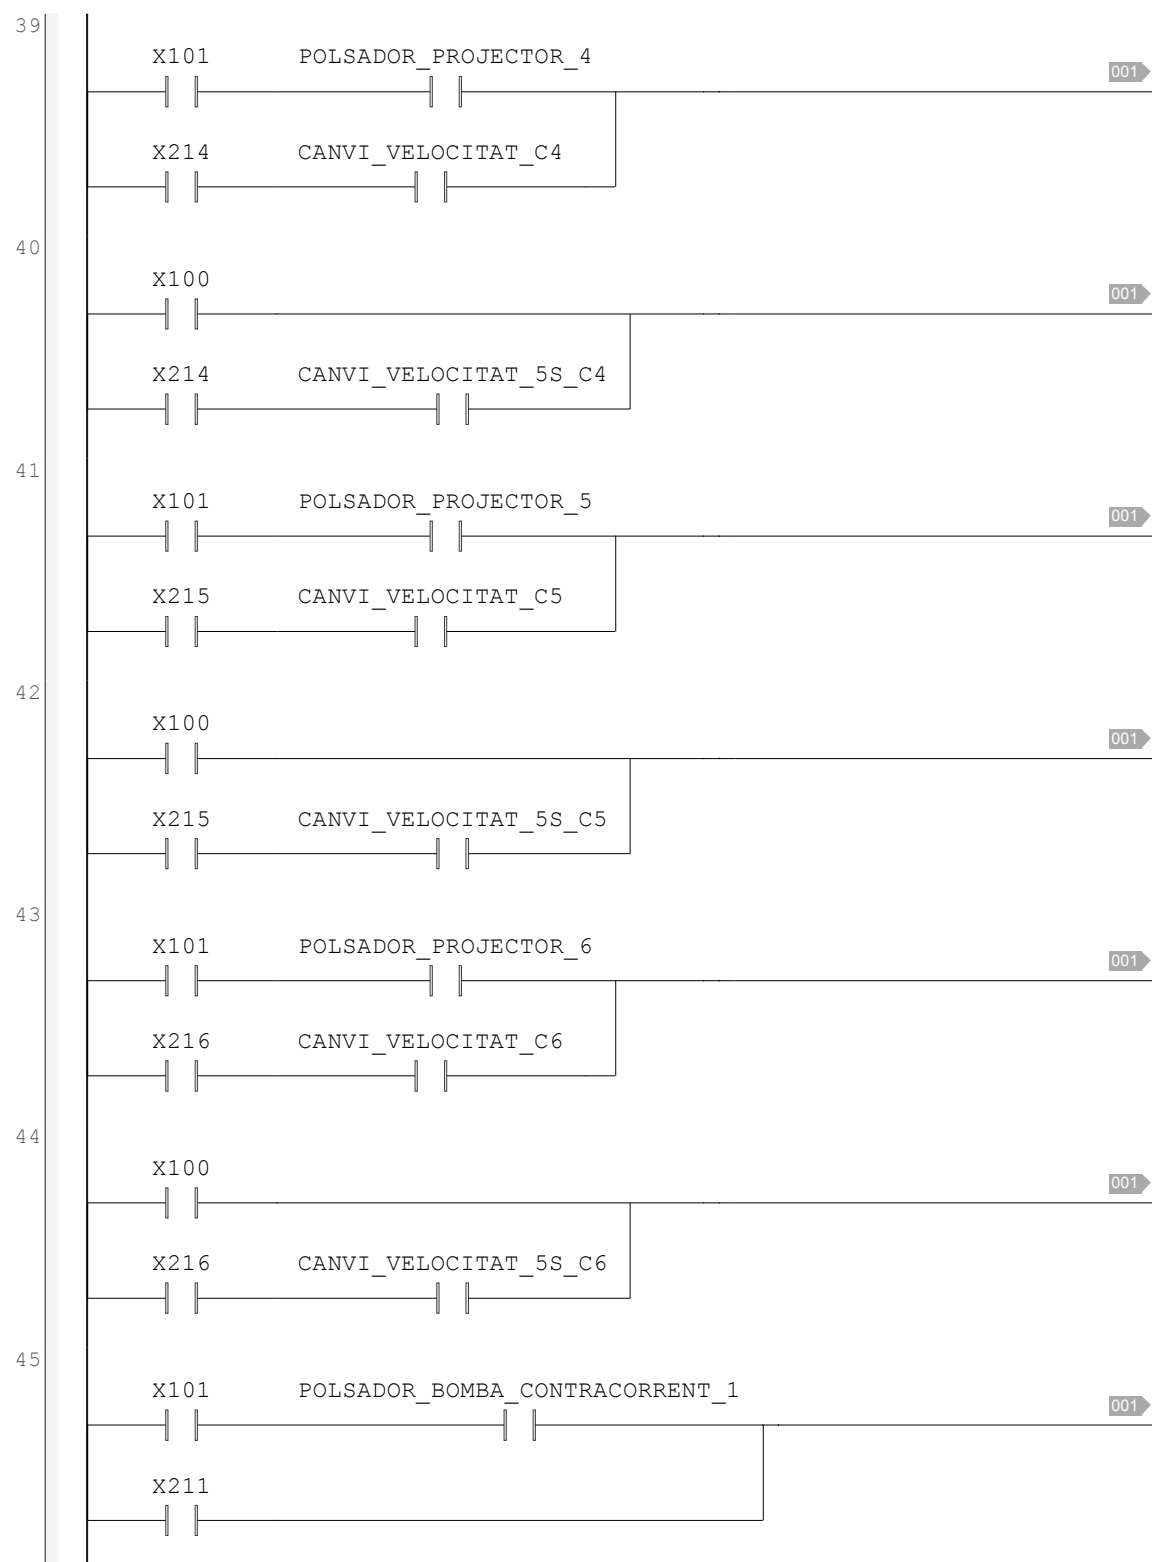 39
X101 POLSADOR_PROJECTOR_4
001
X214 CANVI_VELOCITAT_C4
40
X100
001
X214 CANVI_VELOCITAT_5S_C4
41
X101 POLSADOR_PROJECTOR_5
001
X215 CANVI_VELOCITAT_C5
42
X100
001
X215 CANVI_VELOCITAT_5S_C5
43
X101 POLSADOR_PROJECTOR_6
001
X216 CANVI_VELOCITAT_C6
44
X100
001
X216 CANVI_VELOCITAT_5S_C6
45
X101 POLSADOR_BOMBA_CONTRACORRENT_1
001
X211